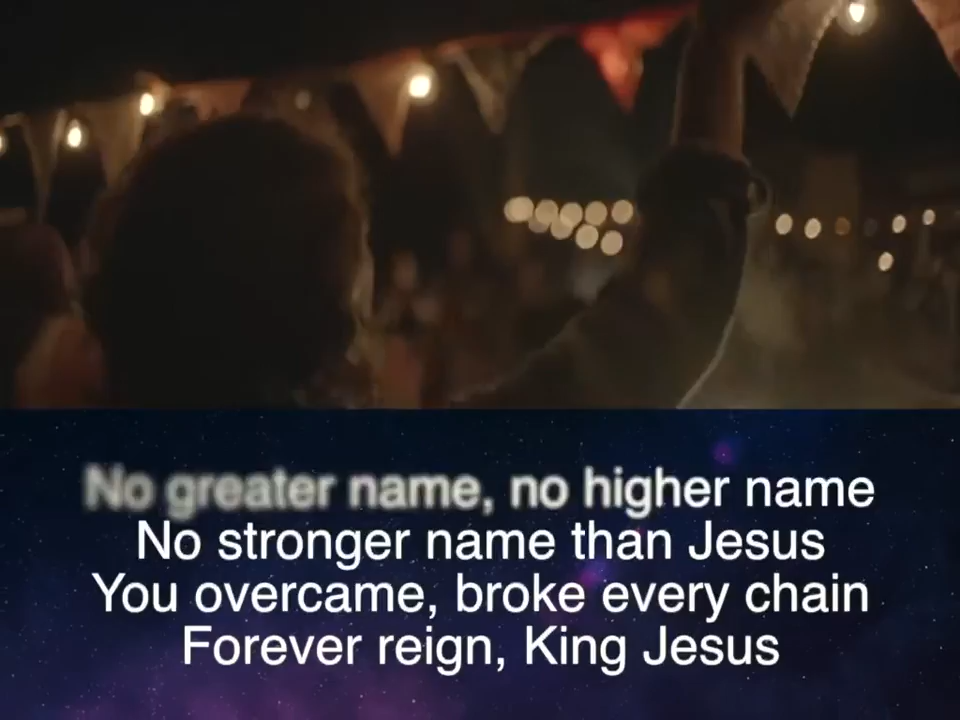 No greater name, no higher name
No stronger name than Jesus
You overcame, broke every chain
Forever reign, King Jesus